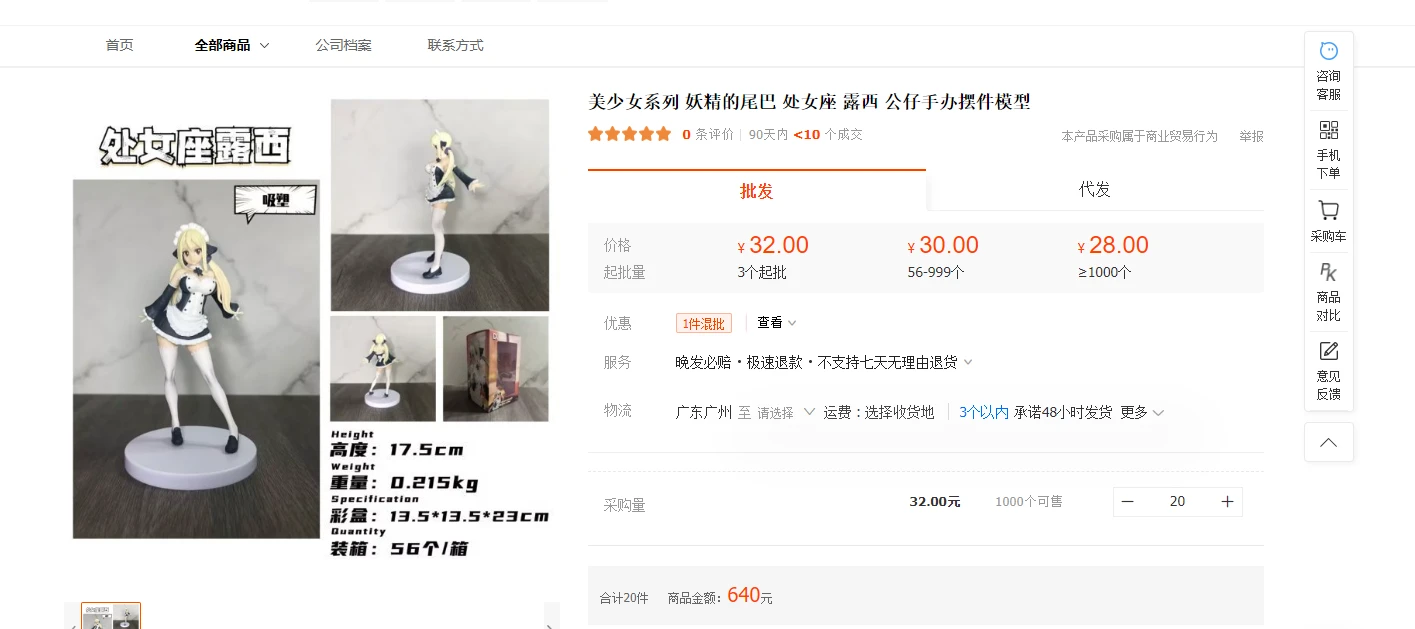 首页
全部商品
公司档案
联系方式
处女座露西
吸塑
Height
高度：17.5cm
Weight
重量：0.215kg
Specification
彩盒：13.5*13.5*23cm
Quantity
装箱：56个/箱
美少女系列 妖精的尾巴 处女座 露西 公仔手办摆件模型
0 条评价 90天内 <10 个成交
本产品采购属于商业贸易行为 举报
批发 代发
价格 ¥ 32.00 ¥ 30.00 ¥ 28.00
起批量 3个起批 56-999个 ≥1000个
优惠 1件混批 查看
服务 晚发必赔·极速退款·不支持七天无理由退货
物流 广东广州 至 请选择 运费：选择收货地 3个以内 承诺48小时发货 更多
采购量 32.00元 1000个可售 20
合计20件 商品金额：640元
咨询
客服
手机
下单
采购车
PK
商品
对比
意见
反馈